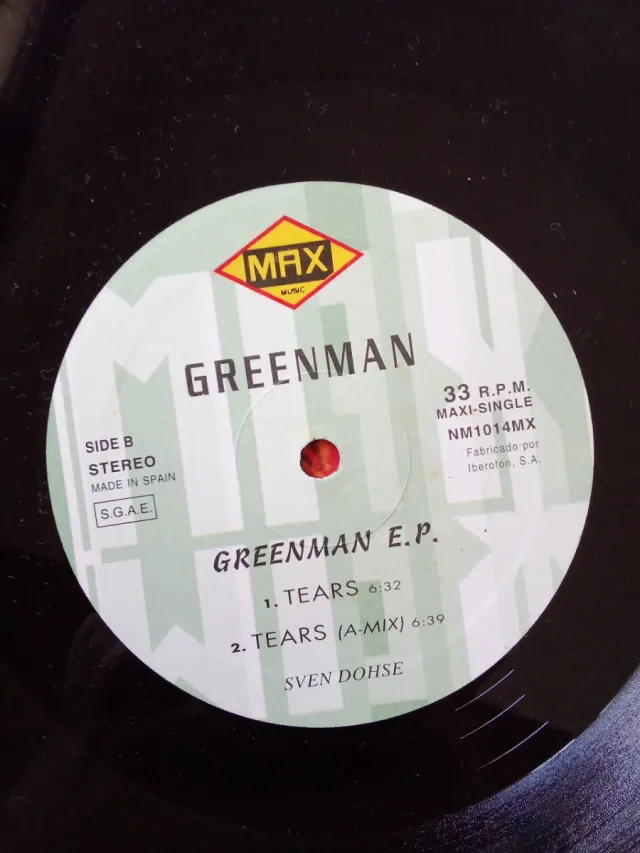 MAX
MUSIC
GREENMAN
33 R.P.M.
MAXI-SINGLE
NM1014MX
Fabricado por
Iberofón, S.A.
SIDE B
STEREO
MADE IN SPAIN
S.G.A.E.
GREENMAN E.P.
1. TEARS 6:32
2. TEARS (A-MIX) 6:39
SVEN DOHSE